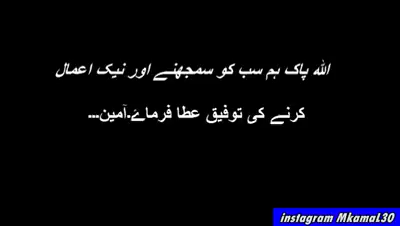 اللہ پاک ہم سب کو سمجھنے اور نیک اعمال
کرنے کی توفیق عطا فرمائے.آمین...
instagram Mkamal30